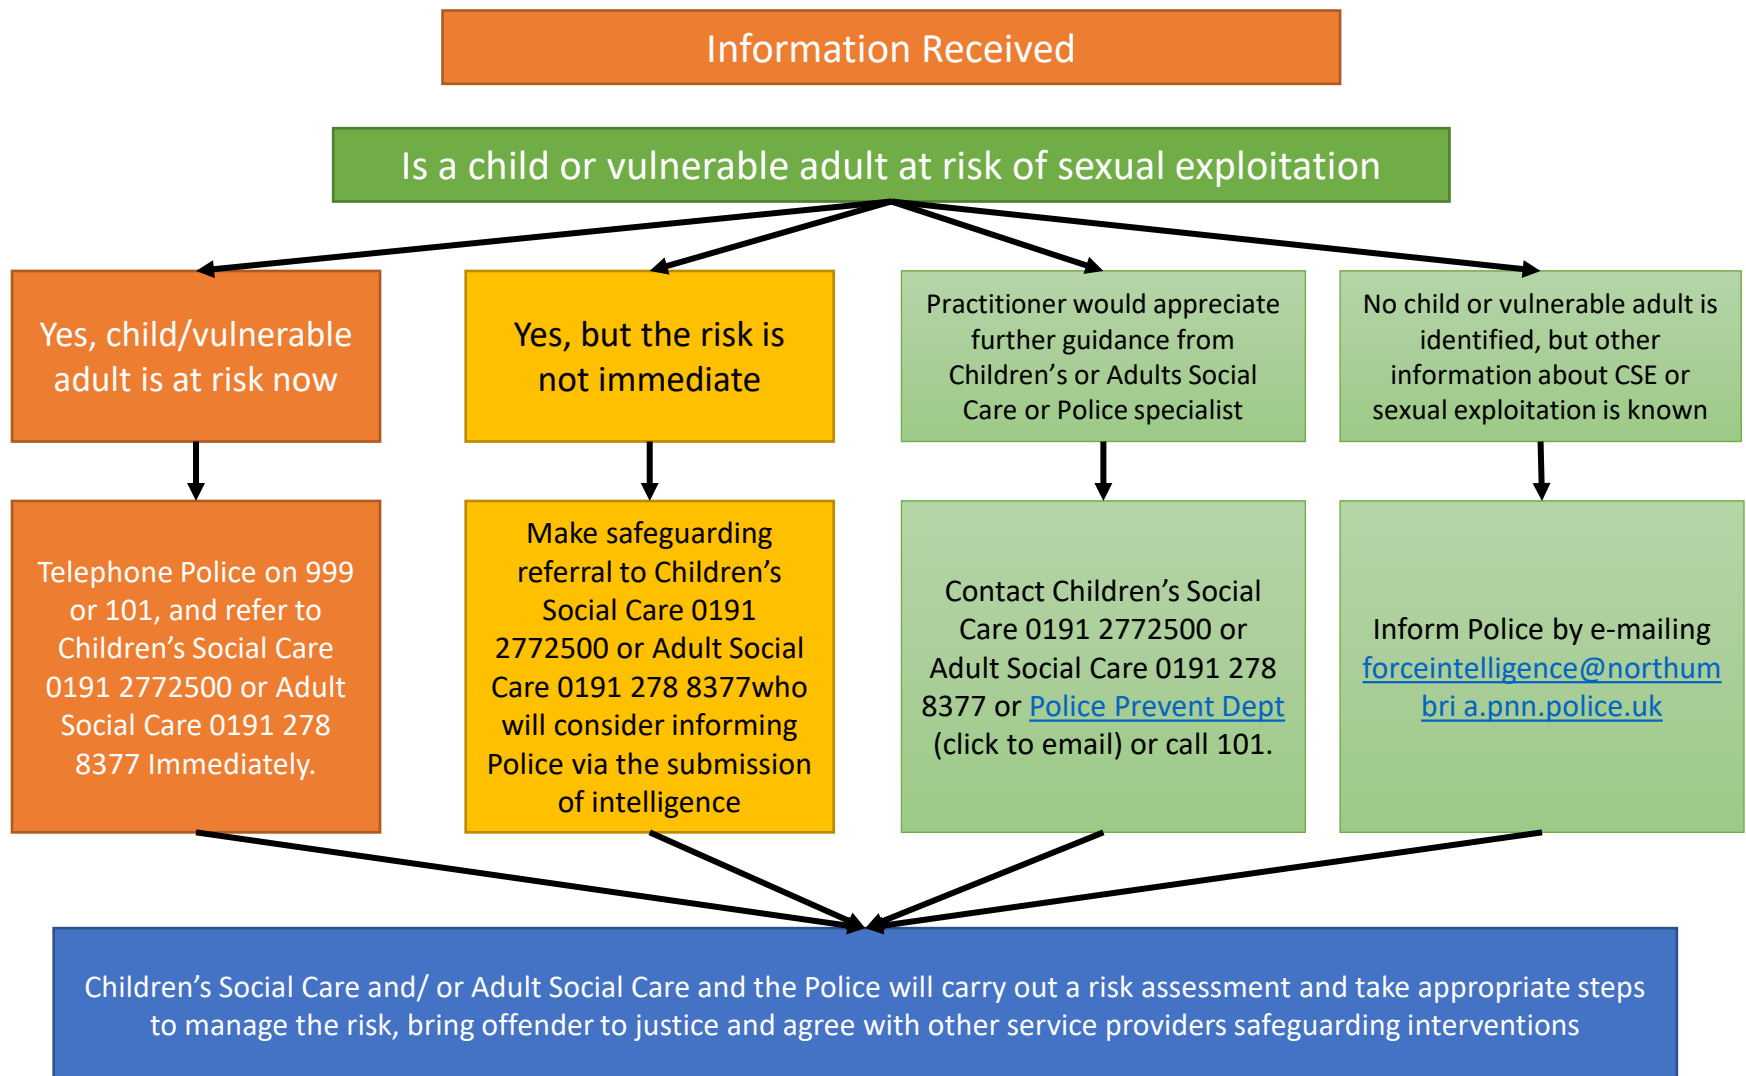 Information Received
Is a child or vulnerable adult at risk of sexual exploitation
Yes, child/vulnerable
adult is at risk now
Yes, but the risk is
not immediate
Practitioner would appreciate
further guidance from
Children’s or Adults Social
Care or Police specialist
No child or vulnerable adult is
identified, but other
information about CSE or
sexual exploitation is known
Telephone Police on 999
or 101, and refer to
Children’s Social Care
0191 2772500 or Adult
Social Care 0191 278
8377 Immediately.
Make safeguarding
referral to Children’s
Social Care 0191
2772500 or Adult Social
Care 0191 278 8377who
will consider informing
Police via the submission
of intelligence
Contact Children’s Social
Care 0191 2772500 or
Adult Social Care 0191 278
8377 or Police Prevent Dept
(click to email) or call 101.
Inform Police by e-mailing
forceintelligence@northum
bri a.pnn.police.uk
Children’s Social Care and/ or Adult Social Care and the Police will carry out a risk assessment and take appropriate steps
to manage the risk, bring offender to justice and agree with other service providers safeguarding interventions